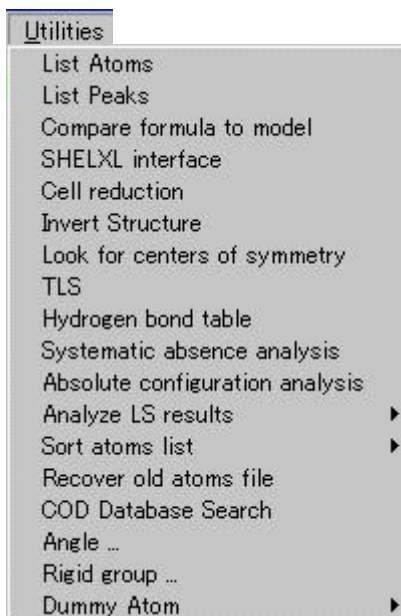 Utilities
List Atoms
List Peaks
Compare formula to model
SHELXL interface
Cell reduction
Invert Structure
Look for centers of symmetry
TLS
Hydrogen bond table
Systematic absence analysis
Absolute configuration analysis
Analyze LS results
Sort atoms list
Recover old atoms file
COD Database Search
Angle ...
Rigid group ...
Dummy Atom